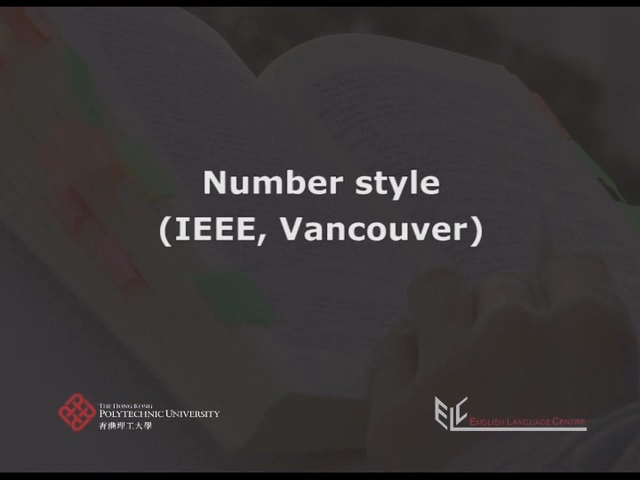 Number style
(IEEE, Vancouver)
THE HONG KONG
POLYTECHNIC UNIVERSITY
香港理工大學
ELC
ENGLISH LANGUAGE CENTRE